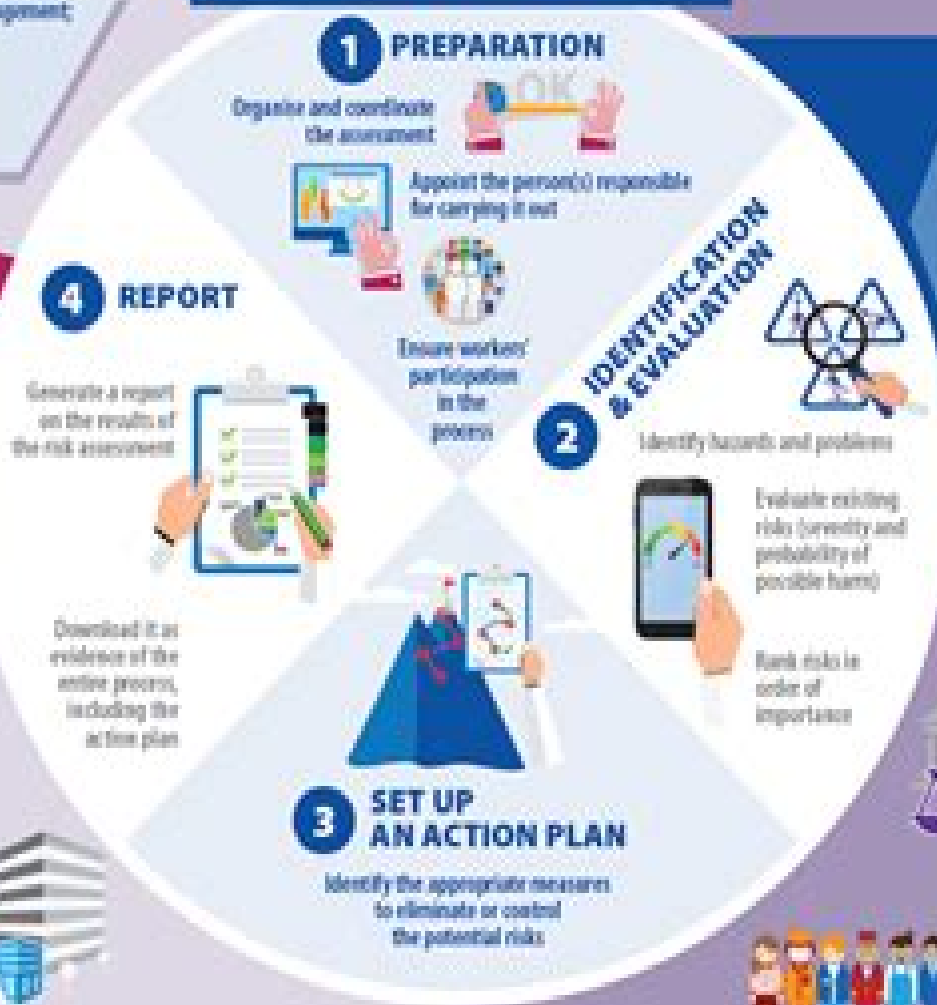 opment;
1 PREPARATION
Organise and coordinate
the assessment
OK
Appoint the person(s) responsible
for carrying it out
Ensure workers'
participation
in the
process
2 IDENTIFICATION
& EVALUATION
Identify hazards and problems
Evaluate existing
risks (severity and
probability of
possible harm)
Rank risks in
order of
importance
3 SET UP
AN ACTION PLAN
Identify the appropriate measures
to eliminate or control
the potential risks
4 REPORT
Generate a report
on the results of
the risk assessment
Download it as
evidence of the
entire process,
including the
action plan